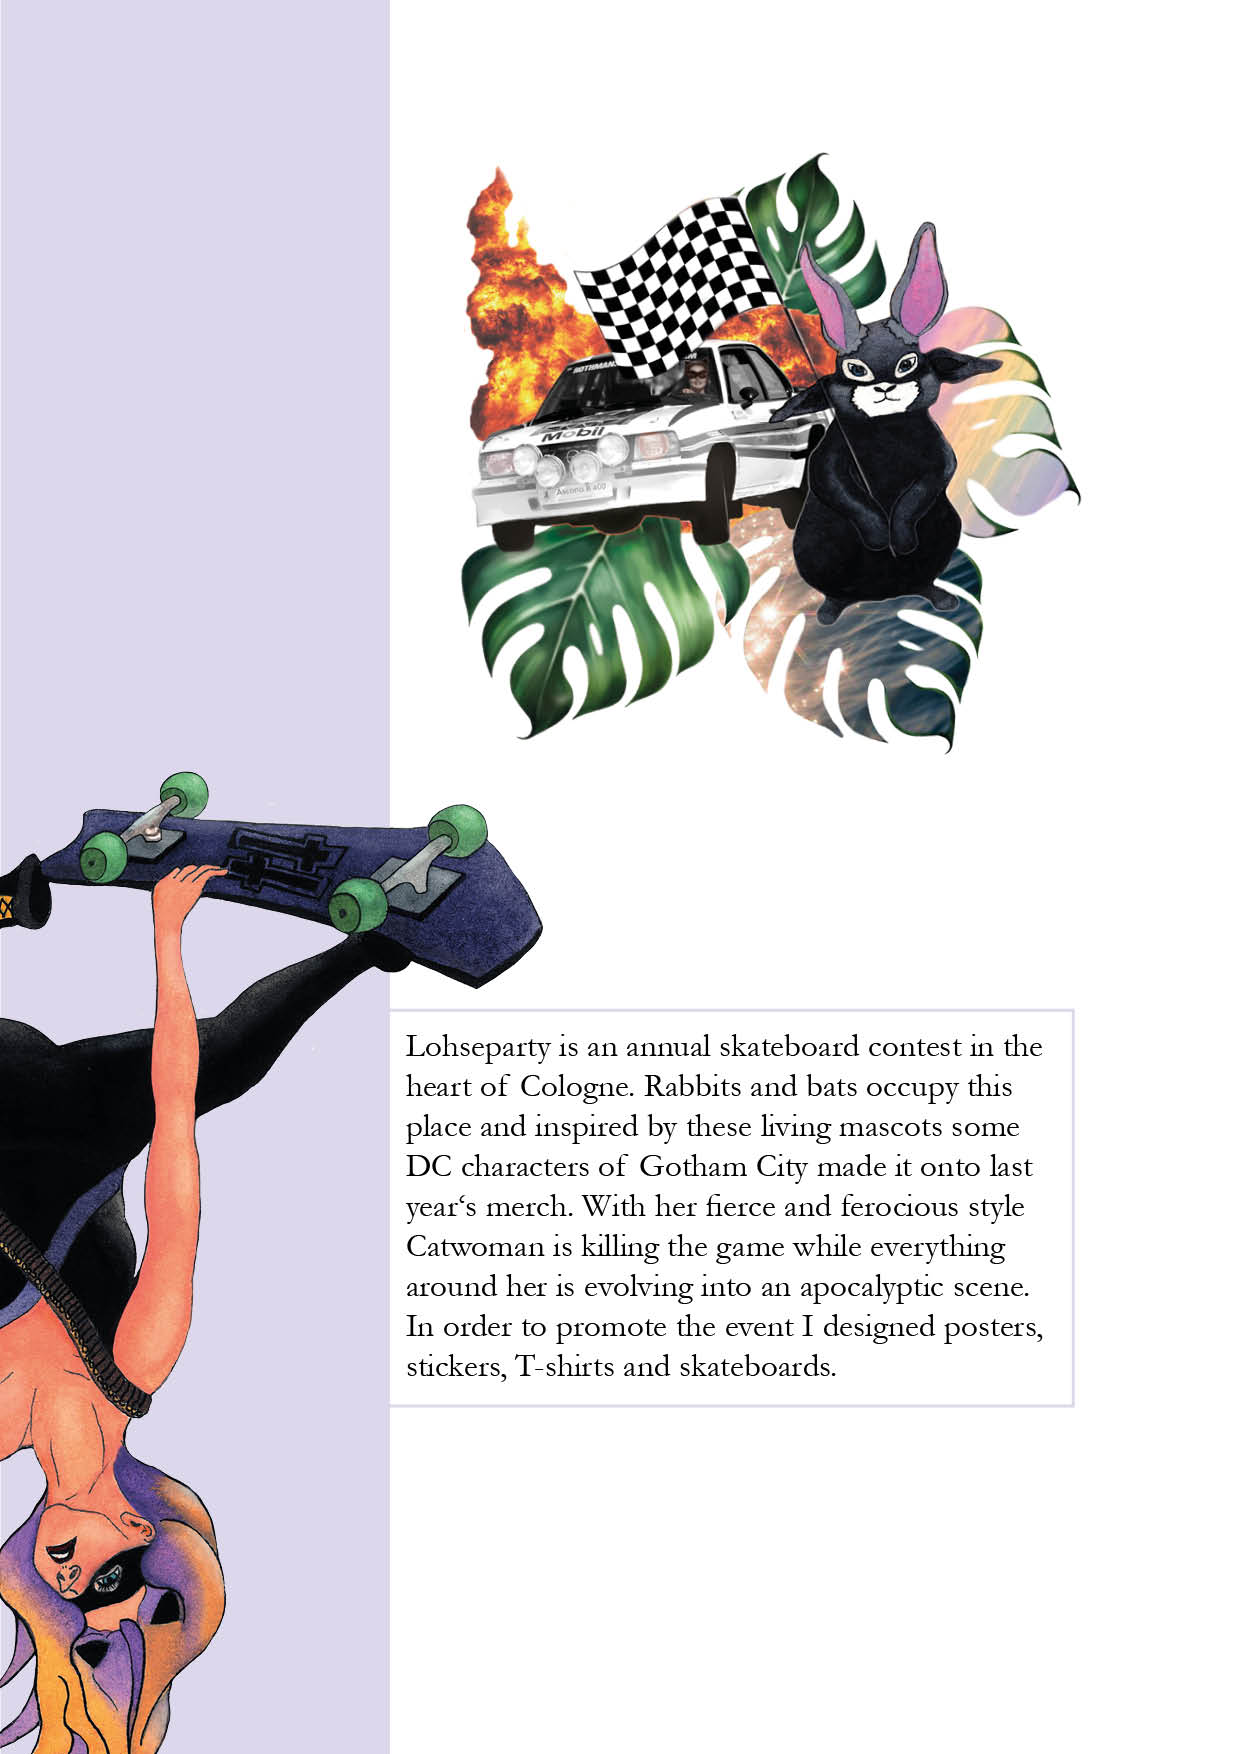 ROTHMAN
Mobil
Ascona B 400
Lohseparty is an annual skateboard contest in the
heart of Cologne. Rabbits and bats occupy this
place and inspired by these living mascots some
DC characters of Gotham City made it onto last
year‘s merch. With her fierce and ferocious style
Catwoman is killing the game while everything
around her is evolving into an apocalyptic scene.
In order to promote the event I designed posters,
stickers, T-shirts and skateboards.